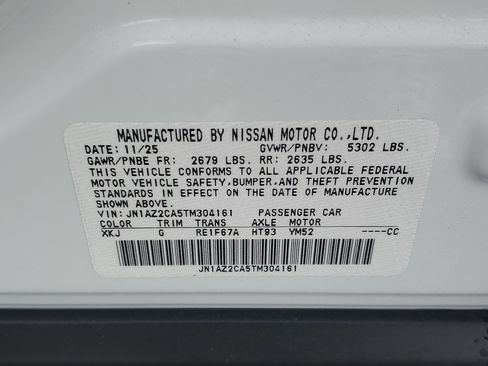 MANUFACTURED BY NISSAN MOTOR CO.,LTD.
DATE: 11/25 GVWR/PNBV: 5302 LBS.
GAWR/PNBE FR: 2679 LBS. RR: 2635 LBS.
THIS VEHICLE CONFORMS TO ALL APPLICABLE FEDERAL
MOTOR VEHICLE SAFETY,BUMPER,AND THEFT PREVENTION
STANDARDS IN EFFECT ON THE DATE OF MANUFACTURE
SHOWN ABOVE.
VIN: JN1AZ2CA5TM304161 PASSENGER CAR
COLOR TRIM TRANS AXLE MOTOR
XKJ G RE1F67A HT93 YM52 ----CC
JN1AZ2CA5TM304161